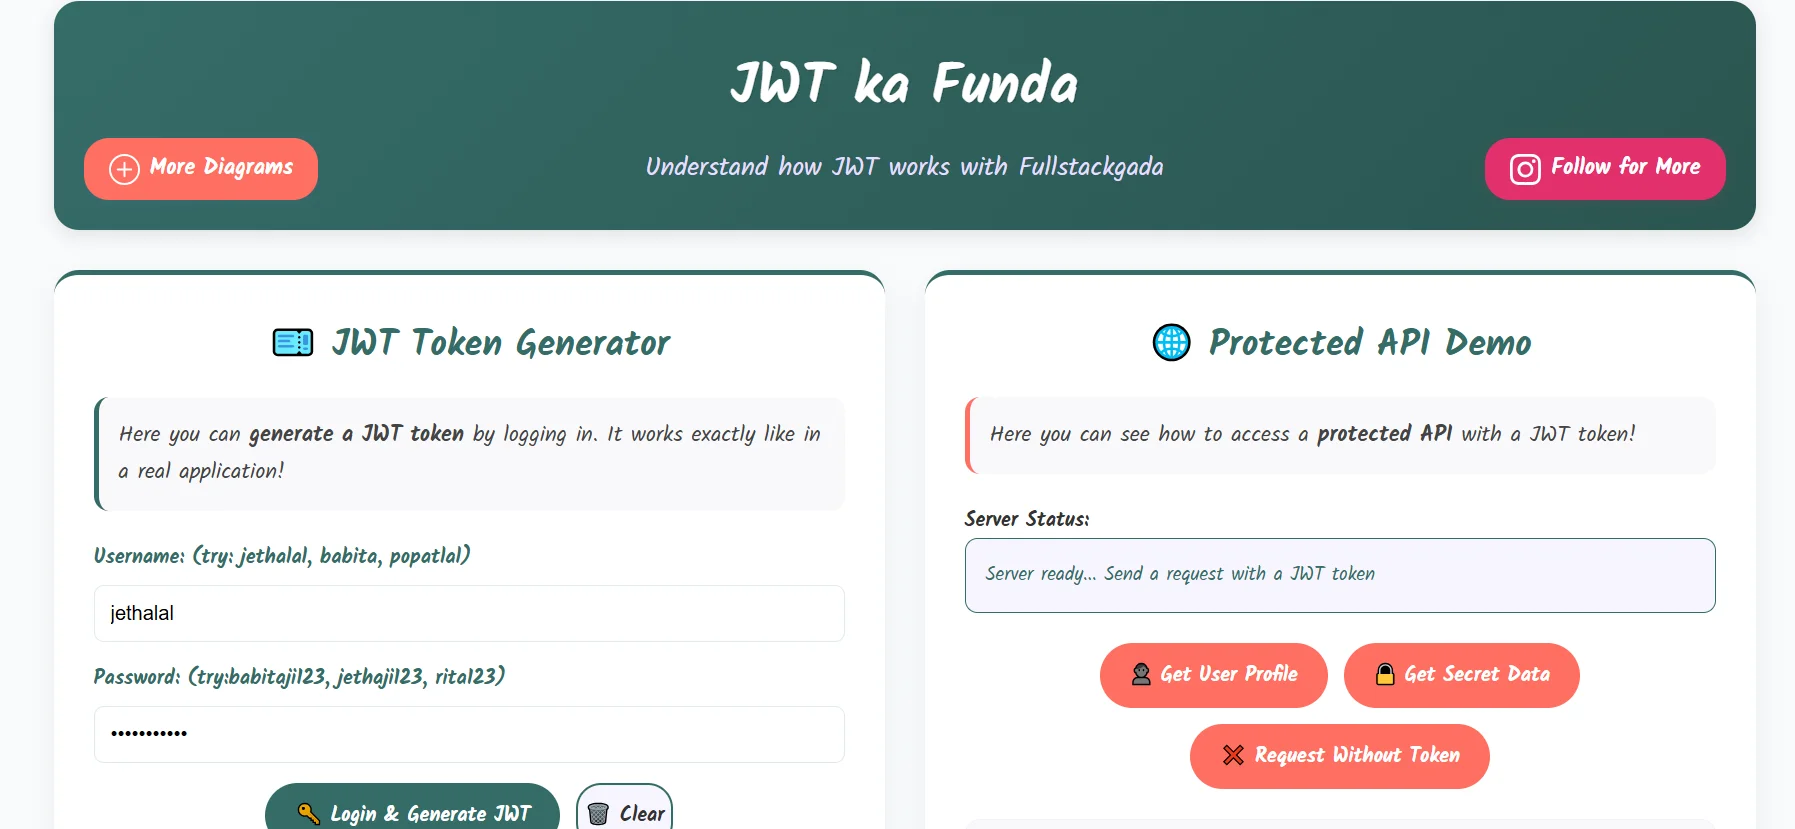 JWT ka Funda
More Diagrams
Understand how JWT works with Fullstackgada
Follow for More
JWT Token Generator
Here you can generate a JWT token by logging in. It works exactly like in
a real application!
Username: (try: jethalal, babita, popatlal)
jethalal
Password: (try:babitaji123, jethaji123, rita123)
•••••••••••
Login & Generate JWT
Clear
Protected API Demo
Here you can see how to access a protected API with a JWT token!
Server Status:
Server ready... Send a request with a JWT token
Get User Profile
Get Secret Data
Request Without Token